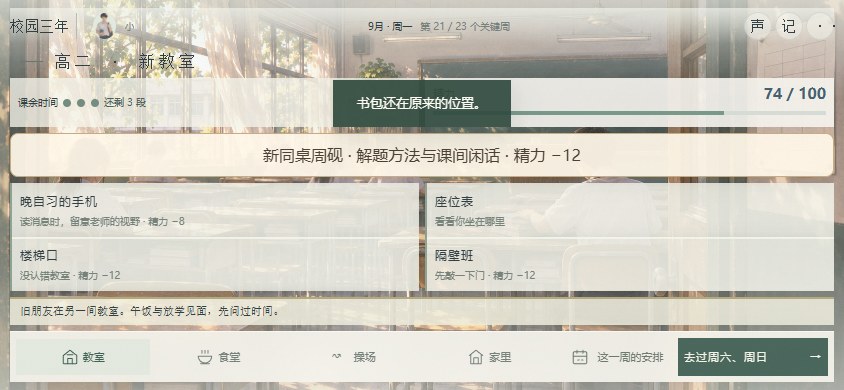 校园三年 小 9月 · 周一 第 21 / 23 个关键周 声 记 ··
一 高二 · 新教室
课余时间 还剩 3 段 书包还在原来的位置。 74 / 100
新同桌周砚 · 解题方法与课间闲话 · 精力 −12
晚自习的手机
读消息时，留意老师的视野 · 精力 −8
座位表
看看你坐在哪里
楼梯口
没认错教室 · 精力 −12
隔壁班
先敲一下门 · 精力 −12
旧朋友在另一间教室。午饭与放学见面，先问过时间。
教室 食堂 操场 家里 这一周的安排 去过周六、周日 →